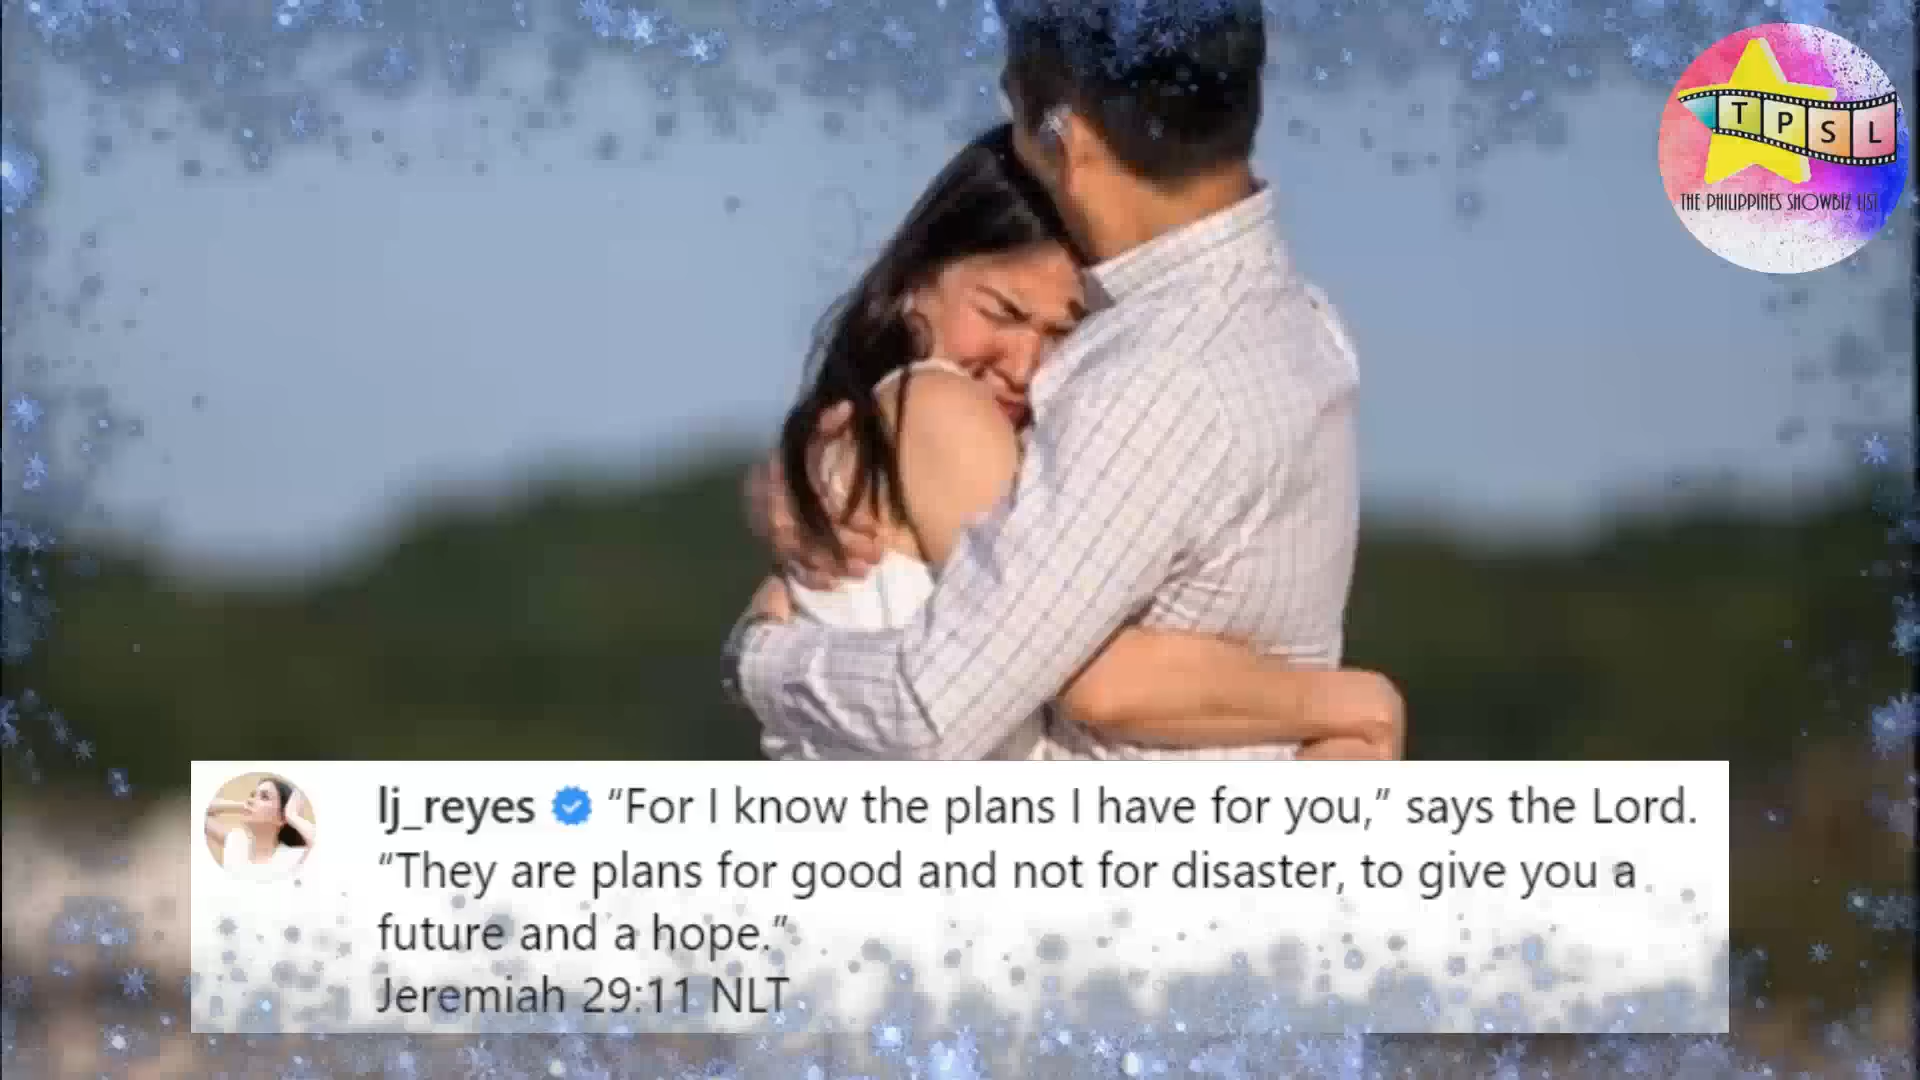 T P S L
THE PHILIPPINES SHOWBIZ LIST
lj_reyes “For I know the plans I have for you,” says the Lord.
“They are plans for good and not for disaster, to give you a
future and a hope.”
Jeremiah 29:11 NLT